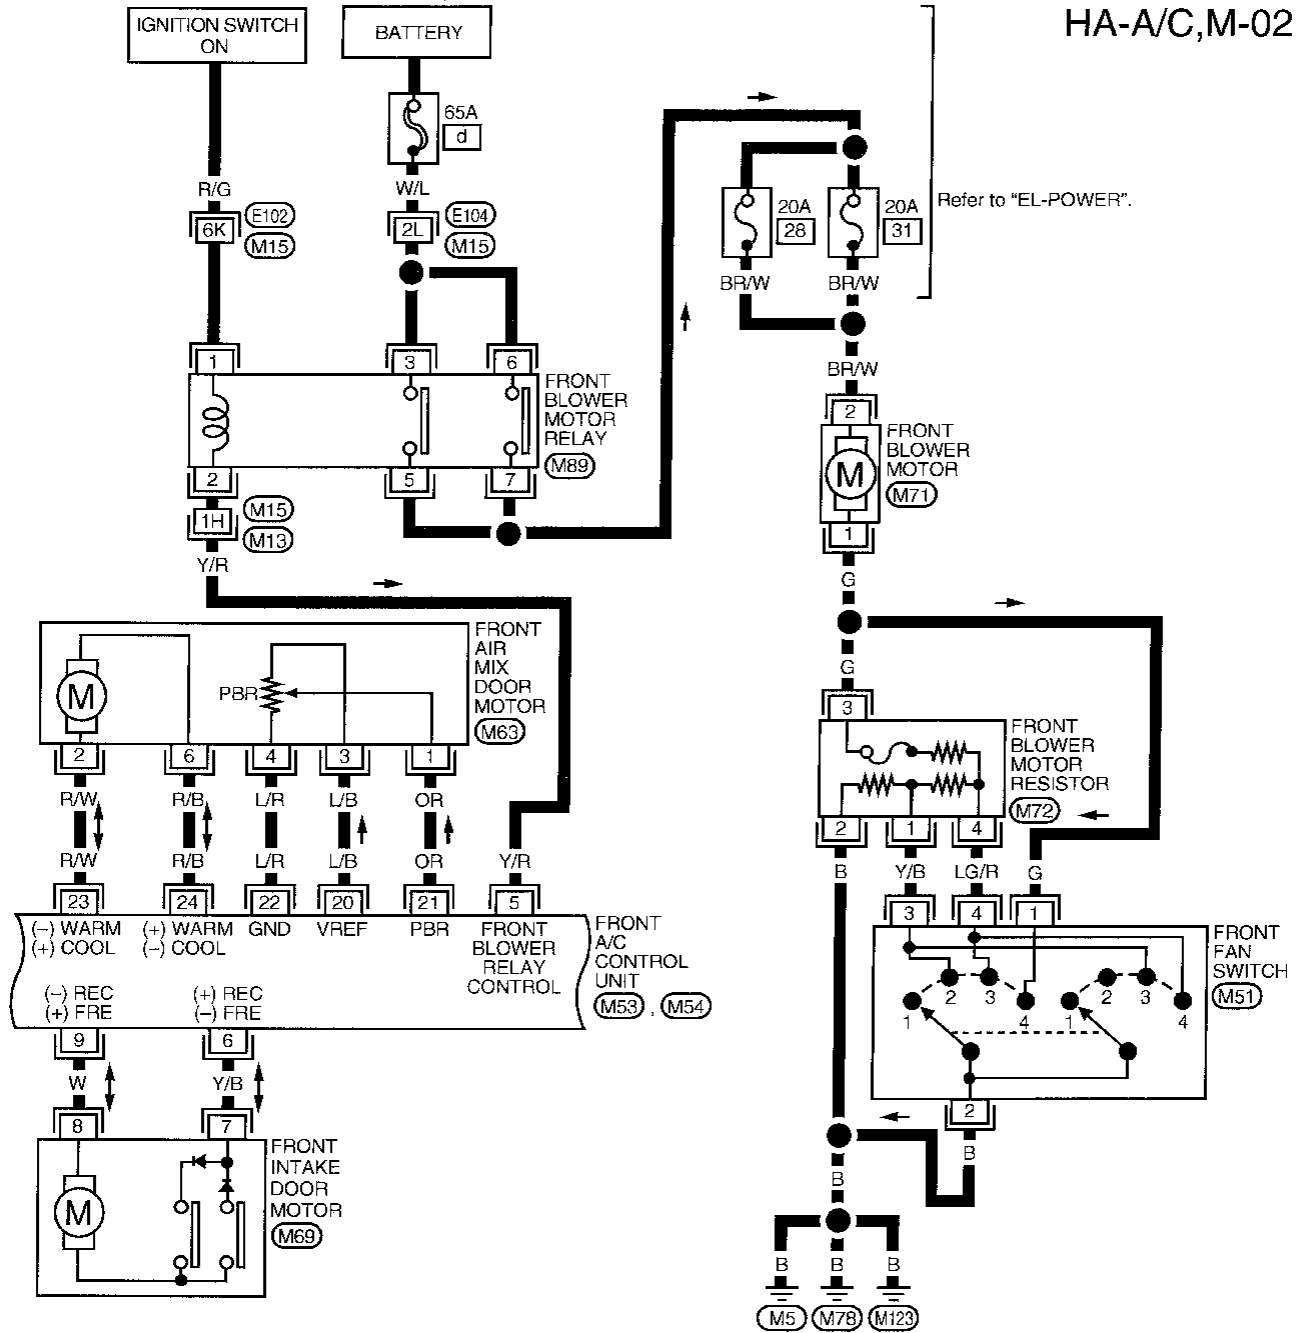 HA-A/C,M-02
IGNITION SWITCH
ON
BATTERY
65A
d
R/G
W/L
6K
E102
M15
2L
E104
M15
20A
28
20A
31
Refer to "EL-POWER".
BR/W
BR/W
BR/W
1
3
6
FRONT
BLOWER
MOTOR
RELAY
M89
2
5
7
2
M
FRONT
BLOWER
MOTOR
M71
1
1H
M15
M13
Y/R
G
G
FRONT
AIR
MIX
DOOR
MOTOR
M63
M
PBR
2
6
4
3
1
R/W
R/B
L/R
L/B
OR
R/W
R/B
L/R
L/B
OR
Y/R
3
FRONT
BLOWER
MOTOR
RESISTOR
M72
2
1
4
B
Y/B
LG/R
G
23
24
22
20
21
5
(–) WARM
(+) COOL
(+) WARM
(–) COOL
GND
VREF
PBR
FRONT
BLOWER
RELAY
CONTROL
FRONT
A/C
CONTROL
UNIT
M53 , M54
(–) REC
(+) FRE
(+) REC
(–) FRE
9
6
W
Y/B
8
7
M
FRONT
INTAKE
DOOR
MOTOR
M69
3
4
1
FRONT
FAN
SWITCH
M51
1
2
3
4
1
2
3
4
2
B
B
B
B
B
M5
M78
M123